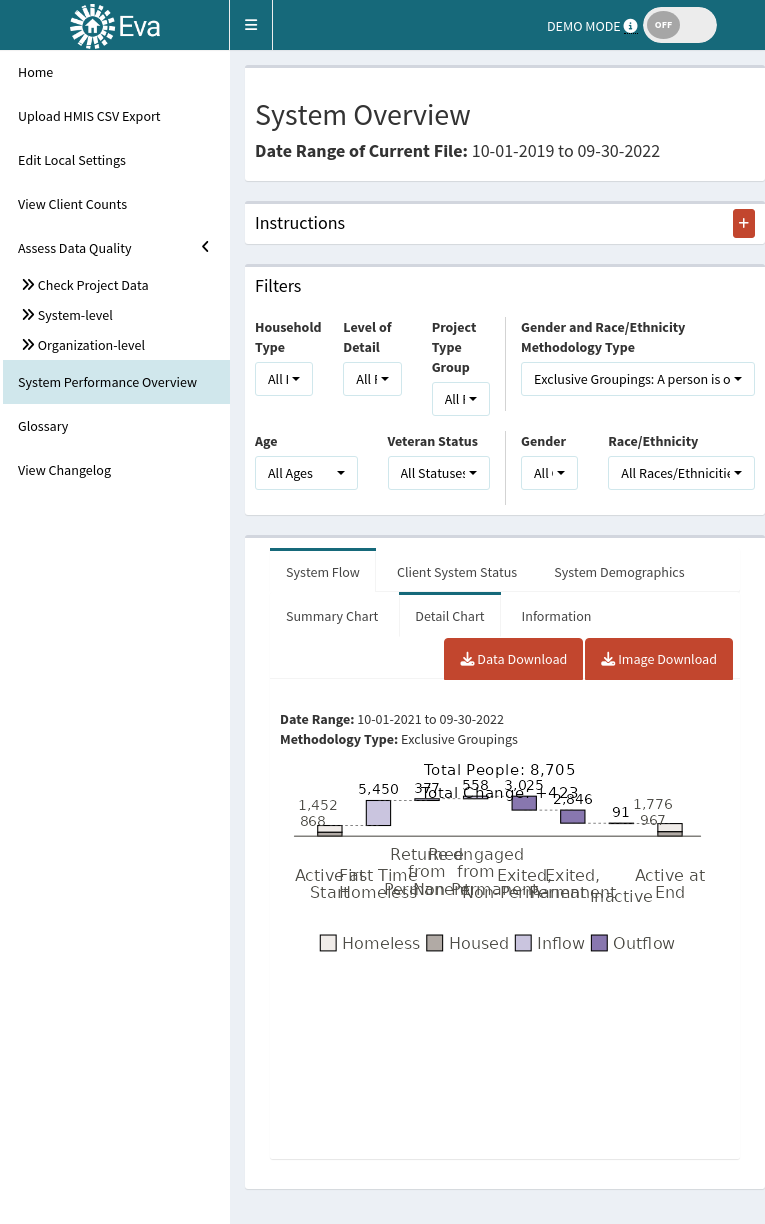 Eva
DEMO MODE
OFF
Home
Upload HMIS CSV Export
Edit Local Settings
View Client Counts
Assess Data Quality
Check Project Data
System-level
Organization-level
System Performance Overview
Glossary
View Changelog
System Overview
Date Range of Current File: 10-01-2019 to 09-30-2022
Instructions
+
Filters
Household Type
Level of Detail
Project Type Group
Gender and Race/Ethnicity Methodology Type
All
All
All
Exclusive Groupings: A person is o
Age
Veteran Status
Gender
Race/Ethnicity
All Ages
All Statuses
All
All Races/Ethnicitie
System Flow
Client System Status
System Demographics
Summary Chart
Detail Chart
Information
Data Download
Image Download
Date Range: 10-01-2021 to 09-30-2022
Methodology Type: Exclusive Groupings
Total People: 8,705
Total Change: +423
1,452
868
5,450
377
558
3,025
2,846
91
1,776
967
Active at Start
First Time Homeless
Returned from Permanent
Re-engaged from Non-Permanent
Exited, Non-Permanent
Exited, Permanent
Inactive
Active at End
Homeless
Housed
Inflow
Outflow